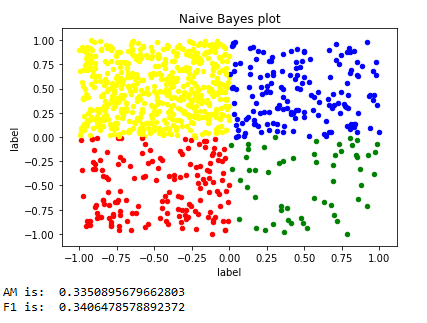 Naive Bayes plot
label
1.00
0.75
0.50
0.25
0.00
−0.25
−0.50
−0.75
−1.00
−1.00 −0.75 −0.50 −0.25 0.00 0.25 0.50 0.75 1.00
label
AM is: 0.3350895679662803
F1 is: 0.3406478578892372